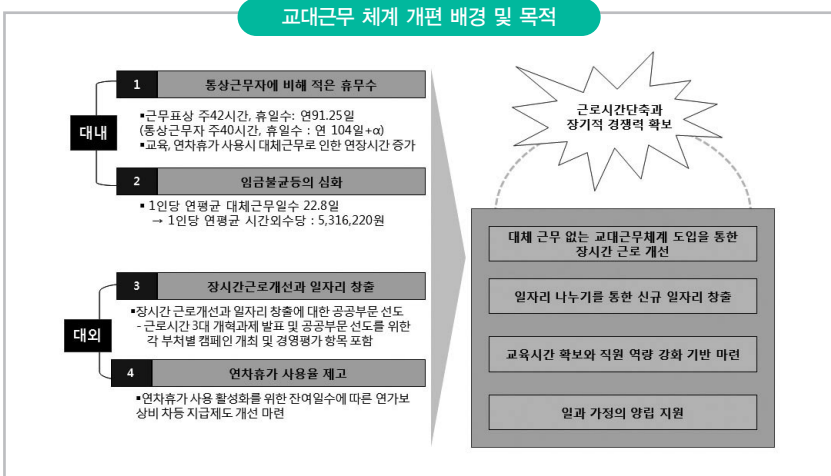 교대근무 체계 개편 배경 및 목적
대내
1
통상근무자에 비해 적은 휴무수
▪근무표상 주42시간, 휴일수: 연91.25일
(통상근무자 주40시간, 휴일수 : 연 104일+α)
▪교육, 연차휴가 사용시 대체근무로 인한 연장시간 증가
2
임금불균등의 심화
▪ 1인당 연평균 대체근무일수 22.8일
→ 1인당 연평균 시간외수당 : 5,316,220원
대외
3
장시간근로개선과 일자리 창출
▪장시간 근로개선과 일자리 창출에 대한 공공부문 선도
- 근로시간 3대 개혁과제 발표 및 공공부문 선도를 위한
각 부처별 캠페인 개최 및 경영평가 항목 포함
4
연차휴가 사용율 제고
▪연차휴가 사용 활성화를 위한 잔여일수에 따른 연가보
상비 차등 지급제도 개선 마련
근로시간단축과
장기적 경쟁력 확보
대체 근무 없는 교대근무체계 도입을 통한
장시간 근로 개선
일자리 나누기를 통한 신규 일자리 창출
교육시간 확보와 직원 역량 강화 기반 마련
일과 가정의 양립 지원